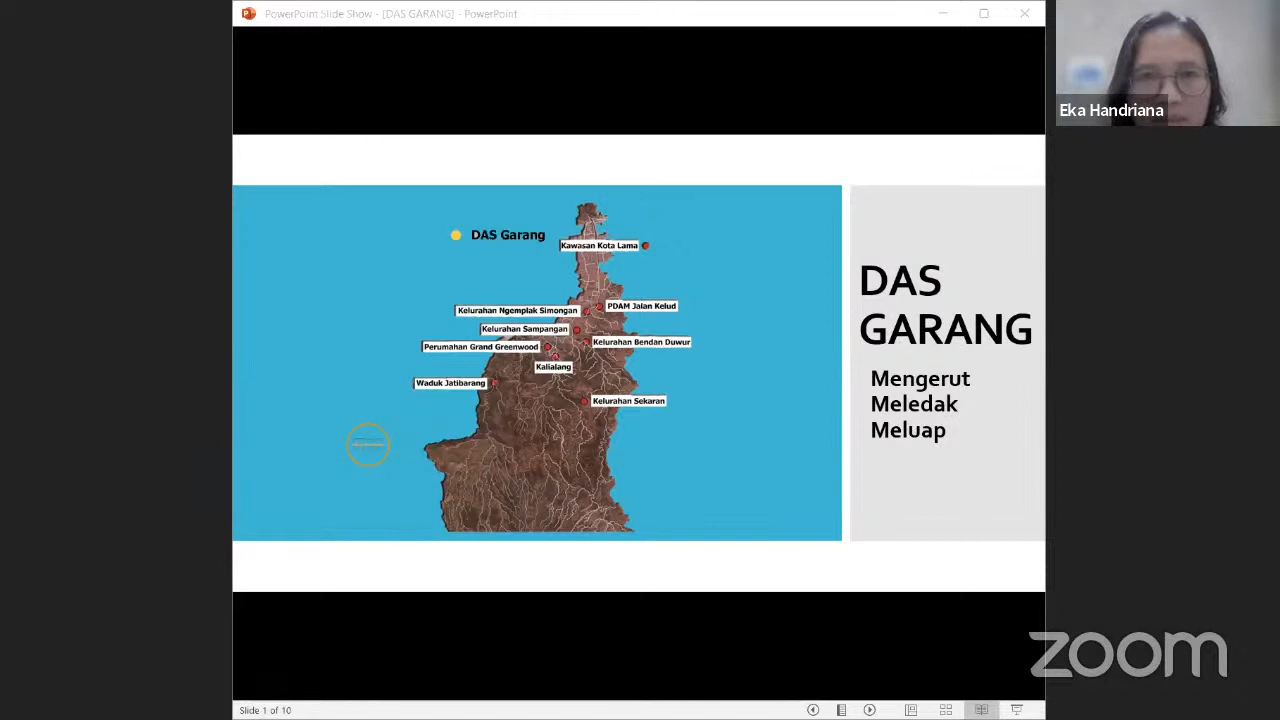 PowerPoint Slide Show - [DAS GARANG] - PowerPoint
Eka Handriana
DAS Garang
Kawasan Kota Lama
PDAM Jalan Kelud
Kelurahan Ngemplak Simongan
Kelurahan Sampangan
Kelurahan Bendan Duwur
Perumahan Grand Greenwood
Kalialang
Waduk Jatibarang
Kelurahan Sekaran
DAS
GARANG
Mengerut
Meledak
Meluap
zoom
Slide 1 of 10